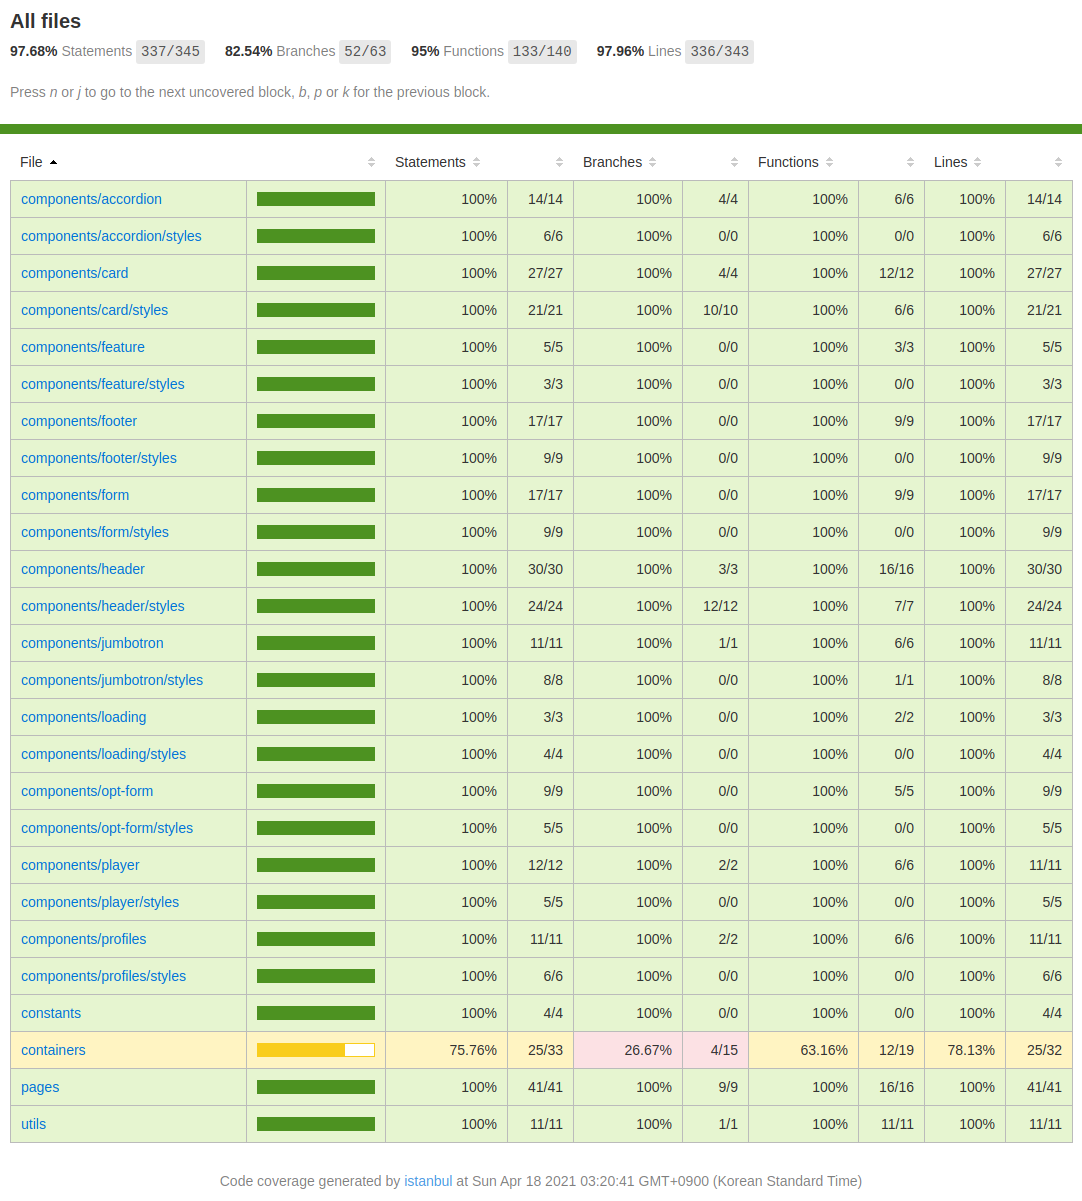 All files
97.68% Statements 337/345 82.54% Branches 52/63 95% Functions 133/140 97.96% Lines 336/343
Press n or j to go to the next uncovered block, b, p or k for the previous block.
File Statements Branches Functions Lines
components/accordion 100% 14/14 100% 4/4 100% 6/6 100% 14/14
components/accordion/styles 100% 6/6 100% 0/0 100% 0/0 100% 6/6
components/card 100% 27/27 100% 4/4 100% 12/12 100% 27/27
components/card/styles 100% 21/21 100% 10/10 100% 6/6 100% 21/21
components/feature 100% 5/5 100% 0/0 100% 3/3 100% 5/5
components/feature/styles 100% 3/3 100% 0/0 100% 0/0 100% 3/3
components/footer 100% 17/17 100% 0/0 100% 9/9 100% 17/17
components/footer/styles 100% 9/9 100% 0/0 100% 0/0 100% 9/9
components/form 100% 17/17 100% 0/0 100% 9/9 100% 17/17
components/form/styles 100% 9/9 100% 0/0 100% 0/0 100% 9/9
components/header 100% 30/30 100% 3/3 100% 16/16 100% 30/30
components/header/styles 100% 24/24 100% 12/12 100% 7/7 100% 24/24
components/jumbotron 100% 11/11 100% 1/1 100% 6/6 100% 11/11
components/jumbotron/styles 100% 8/8 100% 0/0 100% 1/1 100% 8/8
components/loading 100% 3/3 100% 0/0 100% 2/2 100% 3/3
components/loading/styles 100% 4/4 100% 0/0 100% 0/0 100% 4/4
components/opt-form 100% 9/9 100% 0/0 100% 5/5 100% 9/9
components/opt-form/styles 100% 5/5 100% 0/0 100% 0/0 100% 5/5
components/player 100% 12/12 100% 2/2 100% 6/6 100% 11/11
components/player/styles 100% 5/5 100% 0/0 100% 0/0 100% 5/5
components/profiles 100% 11/11 100% 2/2 100% 6/6 100% 11/11
components/profiles/styles 100% 6/6 100% 0/0 100% 0/0 100% 6/6
constants 100% 4/4 100% 0/0 100% 0/0 100% 4/4
containers 75.76% 25/33 26.67% 4/15 63.16% 12/19 78.13% 25/32
pages 100% 41/41 100% 9/9 100% 16/16 100% 41/41
utils 100% 11/11 100% 1/1 100% 11/11 100% 11/11
Code coverage generated by istanbul at Sun Apr 18 2021 03:20:41 GMT+0900 (Korean Standard Time)